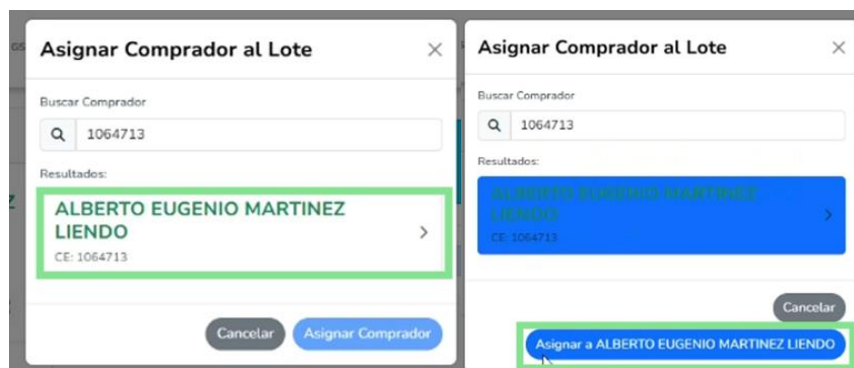 Asignar Comprador al Lote
Buscar Comprador
1064713
Resultados:
ALBERTO EUGENIO MARTINEZ
LIENDO
CE: 1064713
Cancelar
Asignar Comprador
Asignar Comprador al Lote
Buscar Comprador
1064713
Resultados:
ALBERTO EUGENIO MARTINEZ
LIENDO
CE: 1064713
Cancelar
Asignar a ALBERTO EUGENIO MARTINEZ LIENDO